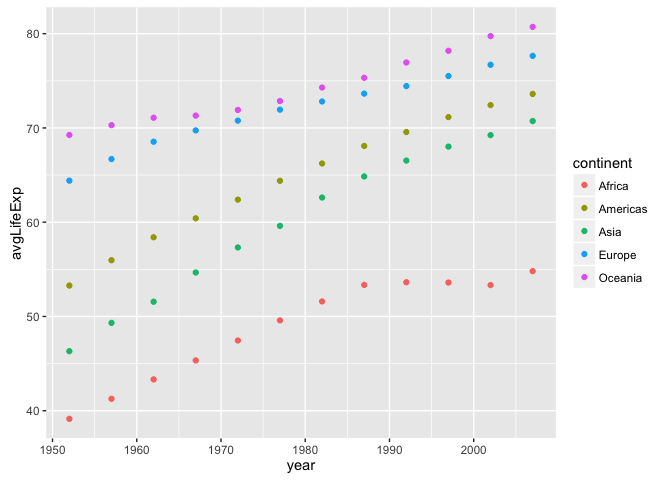 80
70
60
50
40
avgLifeExp
1950 1960 1970 1980 1990 2000
year
continent
Africa
Americas
Asia
Europe
Oceania